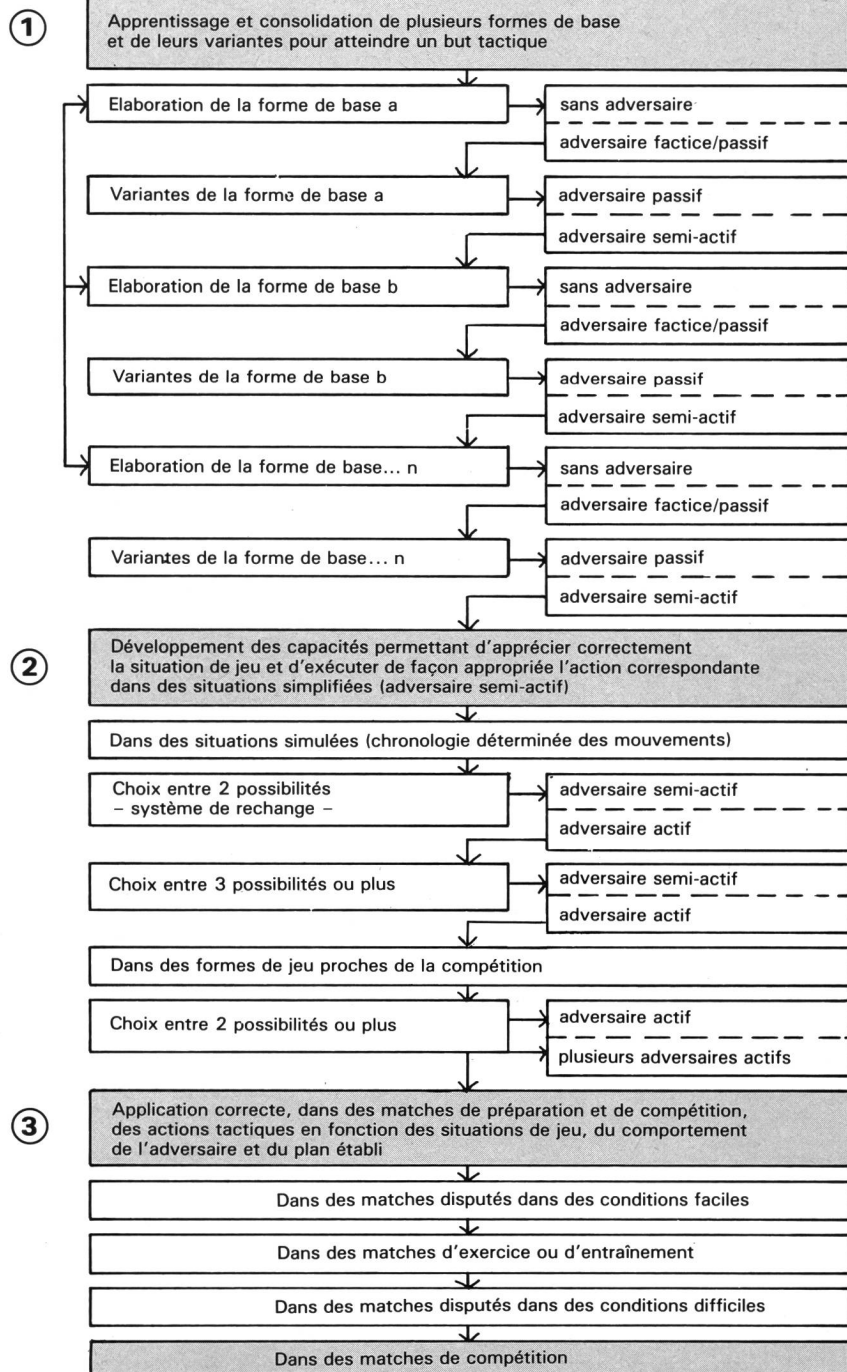 1
Apprentissage et consolidation de plusieurs formes de base
et de leurs variantes pour atteindre un but tactique
Elaboration de la forme de base a
sans adversaire
adversaire factice/passif
Variantes de la forme de base a
adversaire passif
adversaire semi-actif
Elaboration de la forme de base b
sans adversaire
adversaire factice/passif
Variantes de la forme de base b
adversaire passif
adversaire semi-actif
Elaboration de la forme de base... n
sans adversaire
adversaire factice/passif
Variantes de la forme de base... n
adversaire passif
adversaire semi-actif
2
Développement des capacités permettant d'apprécier correctement
la situation de jeu et d'exécuter de façon appropriée l'action correspondante
dans des situations simplifiées (adversaire semi-actif)
Dans des situations simulées (chronologie déterminée des mouvements)
Choix entre 2 possibilités
– système de rechange –
adversaire semi-actif
adversaire actif
Choix entre 3 possibilités ou plus
adversaire semi-actif
adversaire actif
Dans des formes de jeu proches de la compétition
Choix entre 2 possibilités ou plus
adversaire actif
plusieurs adversaires actifs
3
Application correcte, dans des matches de préparation et de compétition,
des actions tactiques en fonction des situations de jeu, du comportement
de l'adversaire et du plan établi
Dans des matches disputés dans des conditions faciles
Dans des matches d'exercice ou d'entraînement
Dans des matches disputés dans des conditions difficiles
Dans des matches de compétition